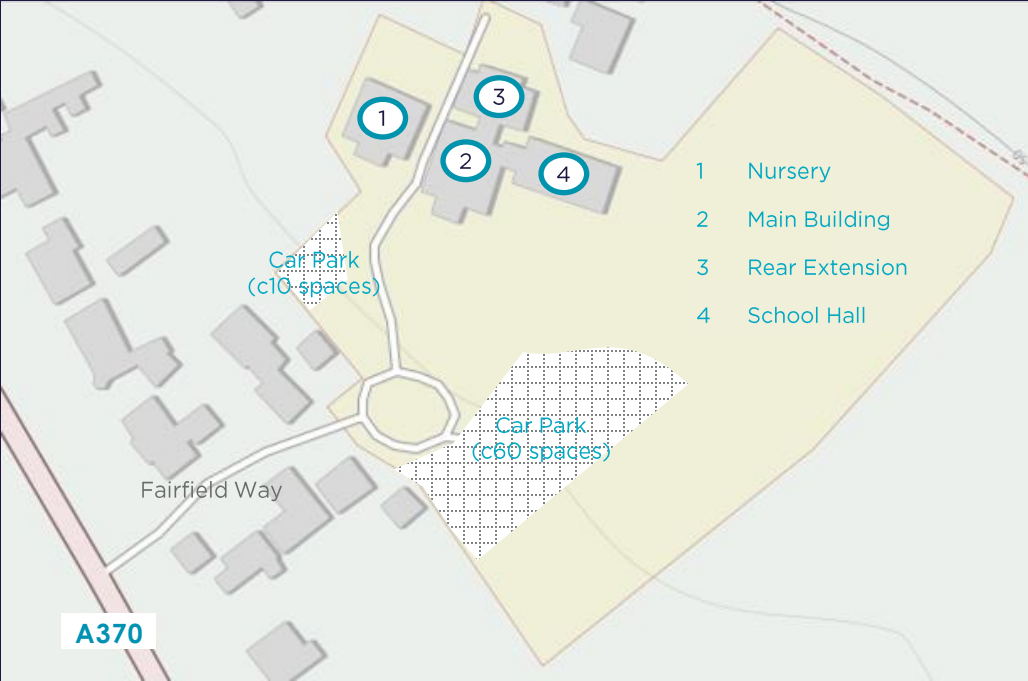 3
1
2
4
1 Nursery
2 Main Building
3 Rear Extension
4 School Hall
Car Park
(c10 spaces)
Car Park
(c60 spaces)
Fairfield Way
A370